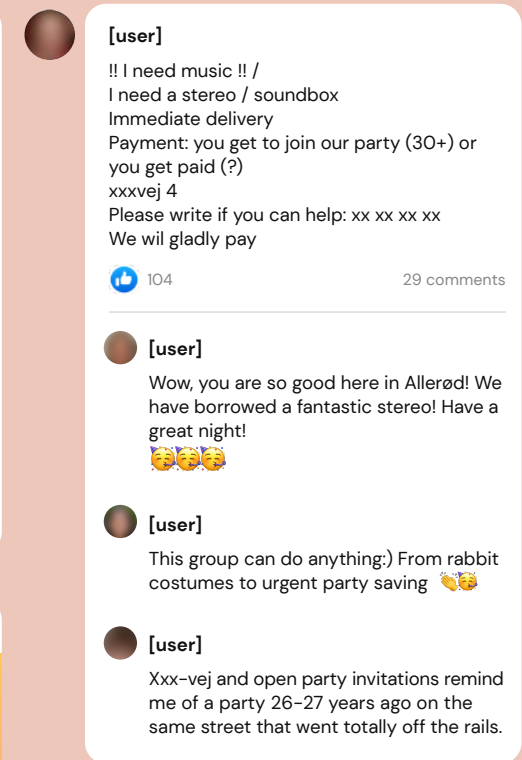 [user]
!! I need music !! /
I need a stereo / soundbox
Immediate delivery
Payment: you get to join our party (30+) or
you get paid (?)
xxxvej 4
Please write if you can help: xx xx xx xx
We wil gladly pay
104 29 comments
[user]
Wow, you are so good here in Allerød! We
have borrowed a fantastic stereo! Have a
great night!
🥳🥳🥳
[user]
This group can do anything:) From rabbit
costumes to urgent party saving 👏🥳
[user]
Xxx-vej and open party invitations remind
me of a party 26-27 years ago on the
same street that went totally off the rails.